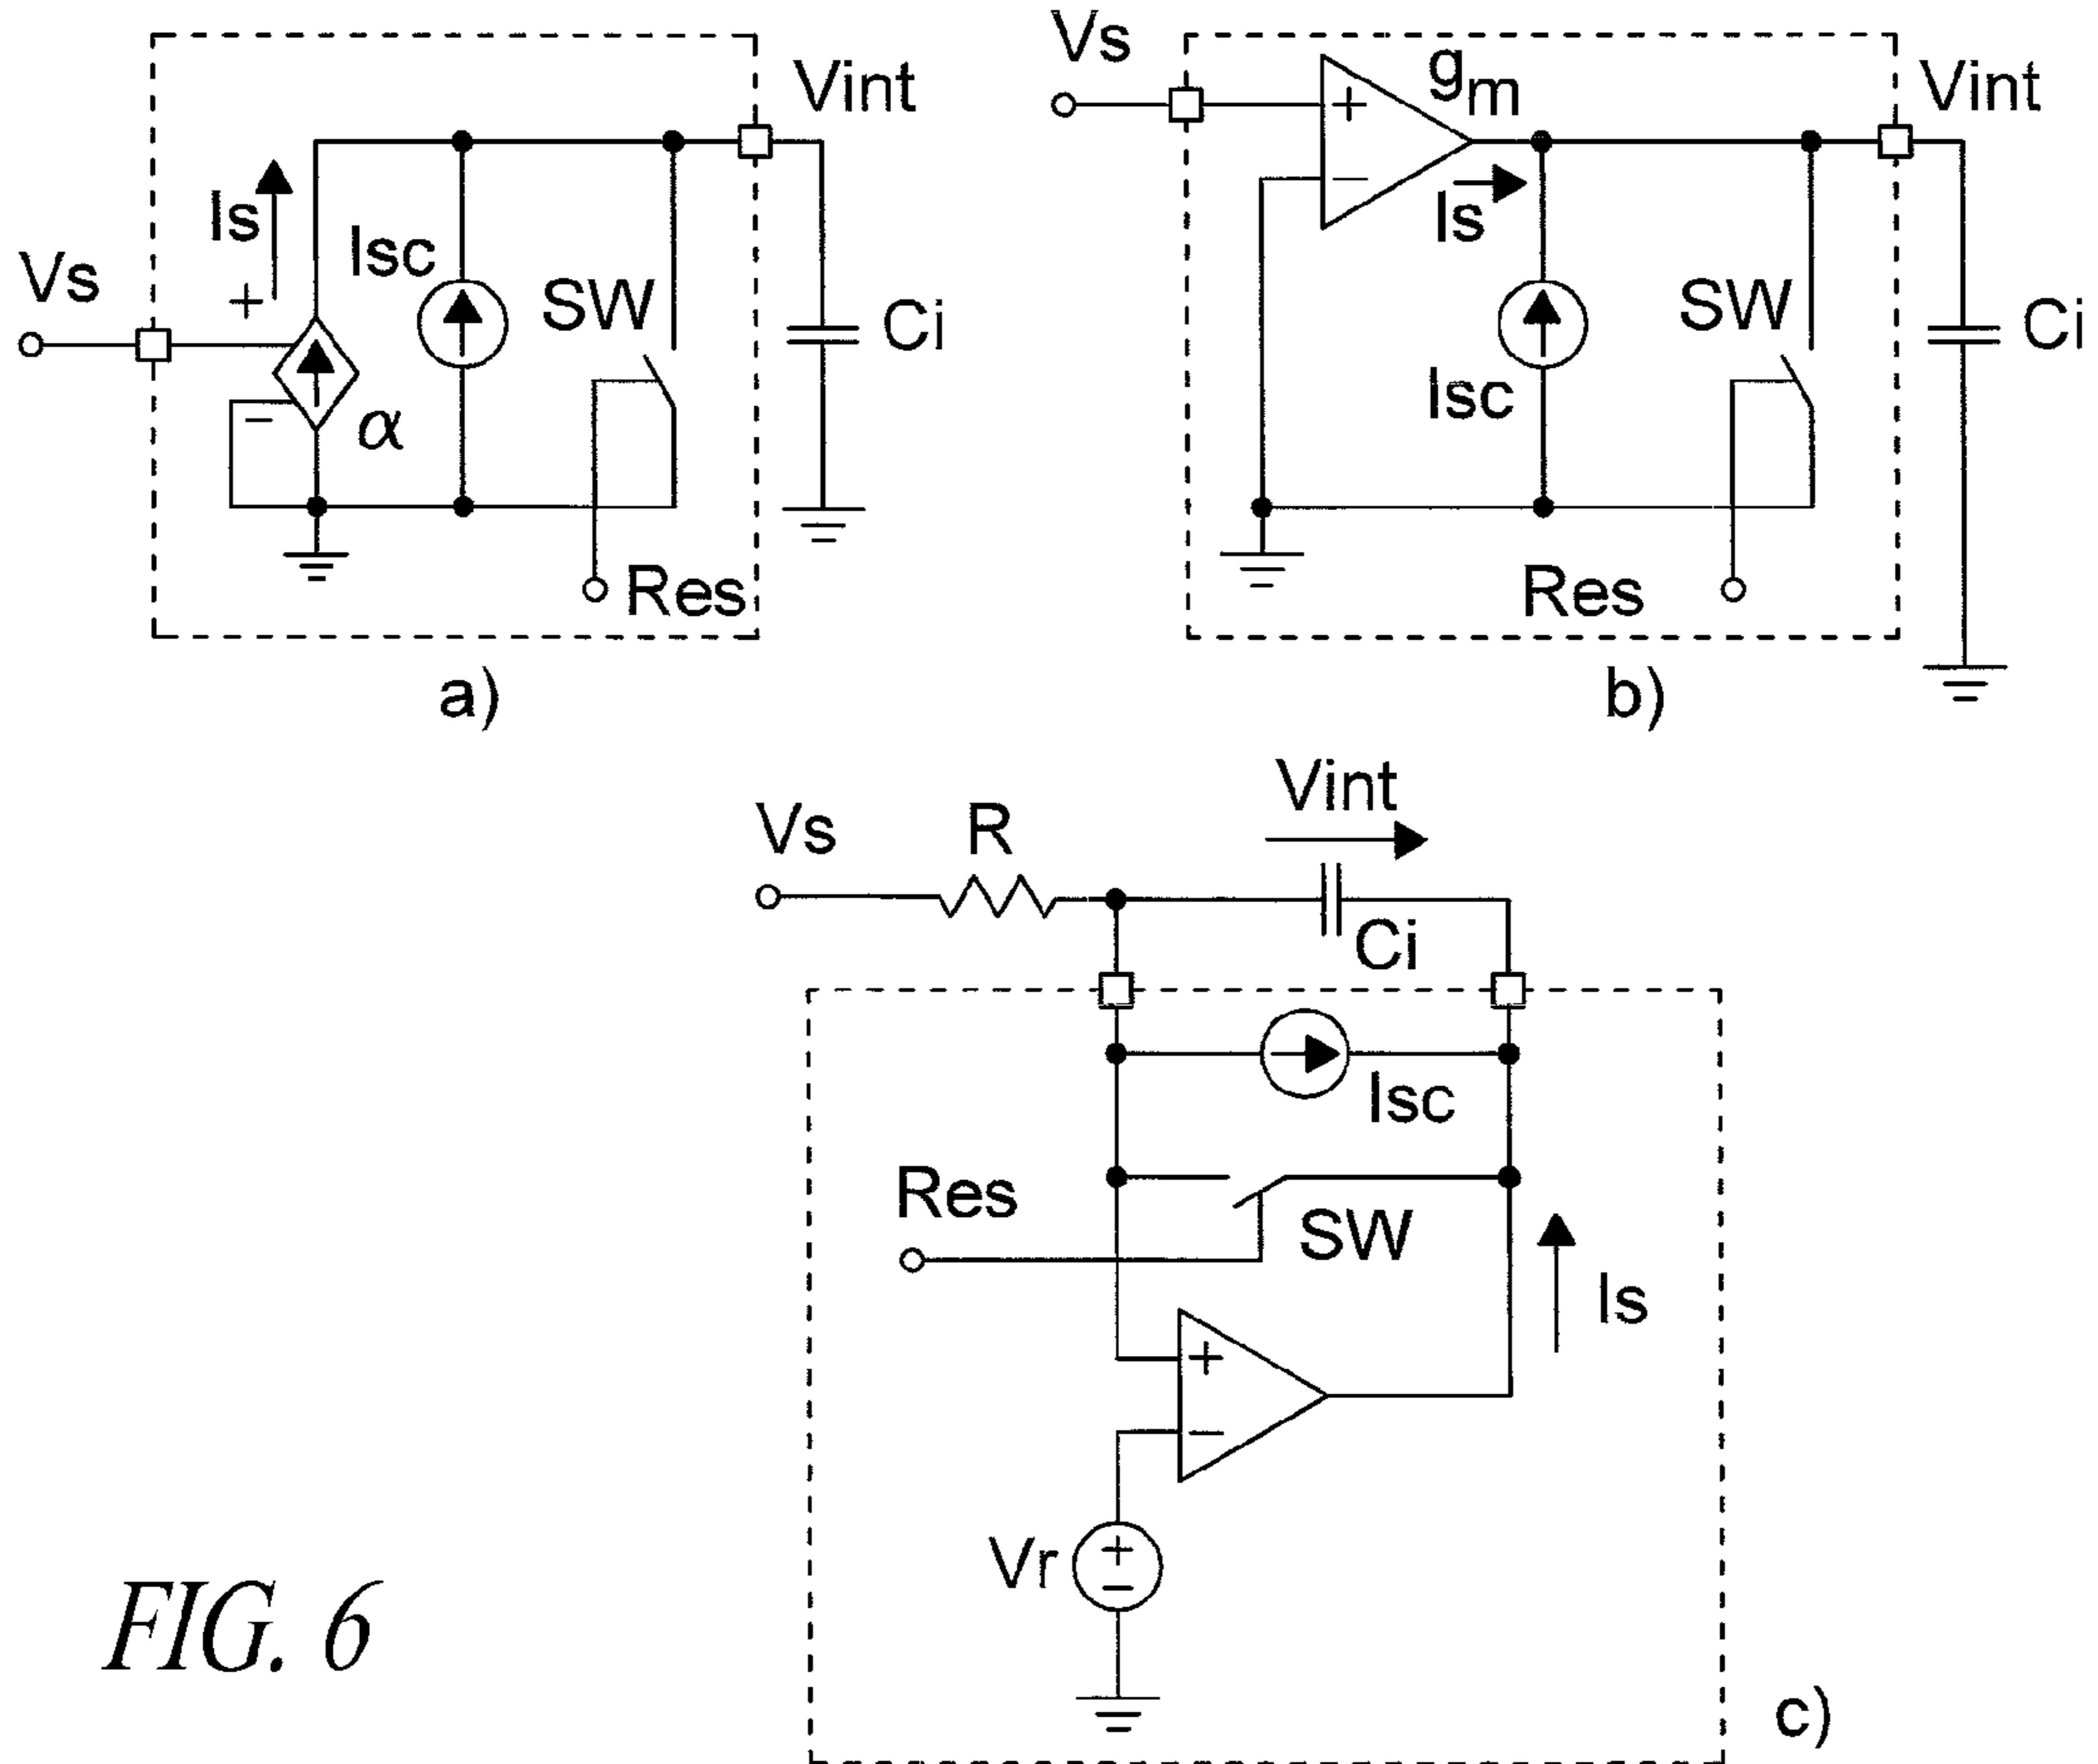 Vs
Is
+
Isc
SW
Vint
Ci
−
α
Res
a)
Vs
+
−
gm
Is
Isc
SW
Vint
Ci
Res
b)
Vs
R
Vint
Ci
Isc
Res
SW
Is
+
−
Vr
+
−
c)
FIG. 6